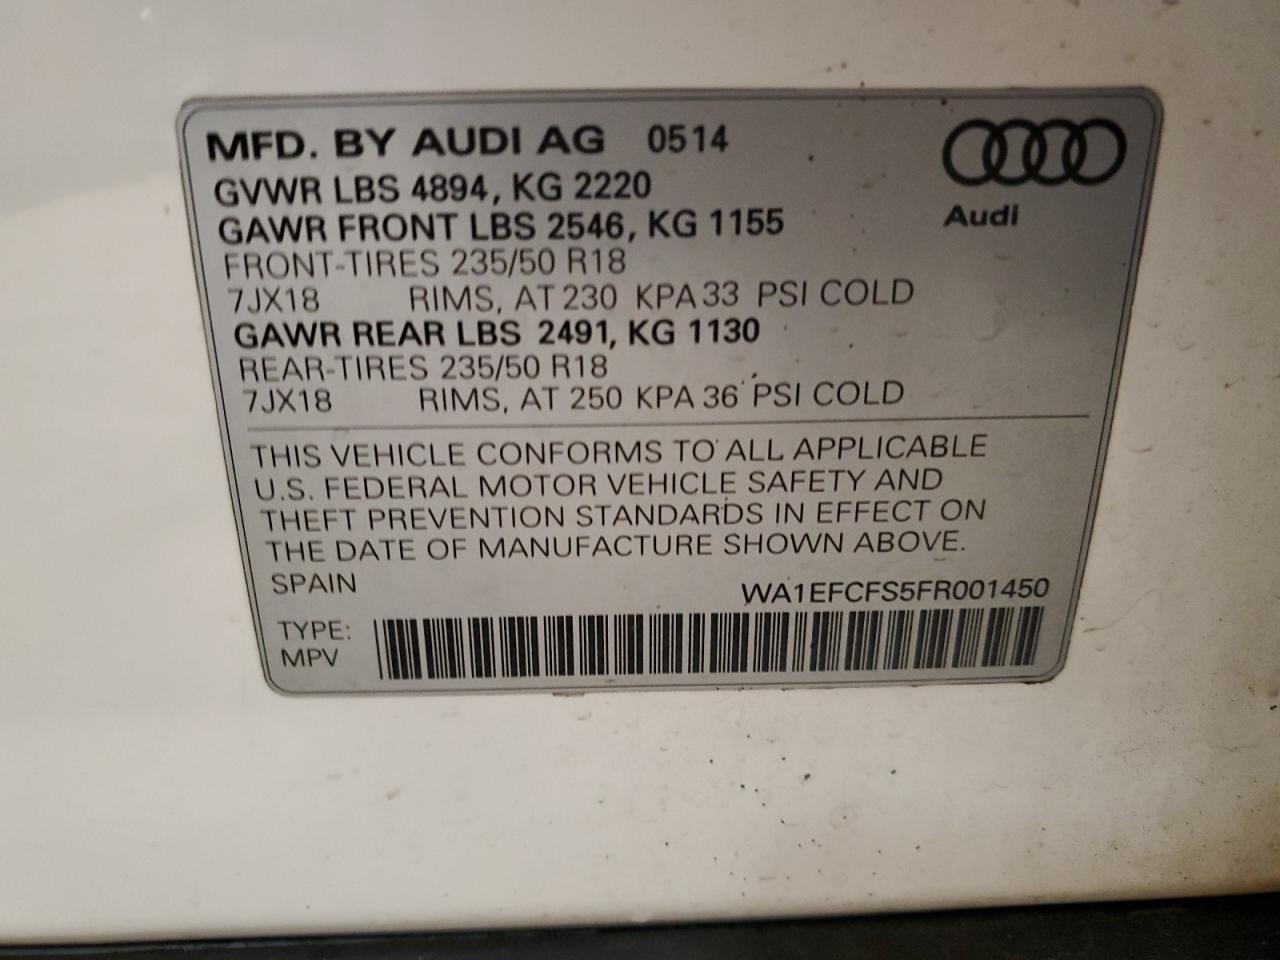 MFD. BY AUDI AG 0514
GVWR LBS 4894, KG 2220
GAWR FRONT LBS 2546, KG 1155
Audi
FRONT-TIRES 235/50 R18
7JX18 RIMS, AT 230 KPA 33 PSI COLD
GAWR REAR LBS 2491, KG 1130
REAR-TIRES 235/50 R18
7JX18 RIMS, AT 250 KPA 36 PSI COLD
THIS VEHICLE CONFORMS TO ALL APPLICABLE
U.S. FEDERAL MOTOR VEHICLE SAFETY AND
THEFT PREVENTION STANDARDS IN EFFECT ON
THE DATE OF MANUFACTURE SHOWN ABOVE.
SPAIN WA1EFCFS5FR001450
TYPE:
MPV